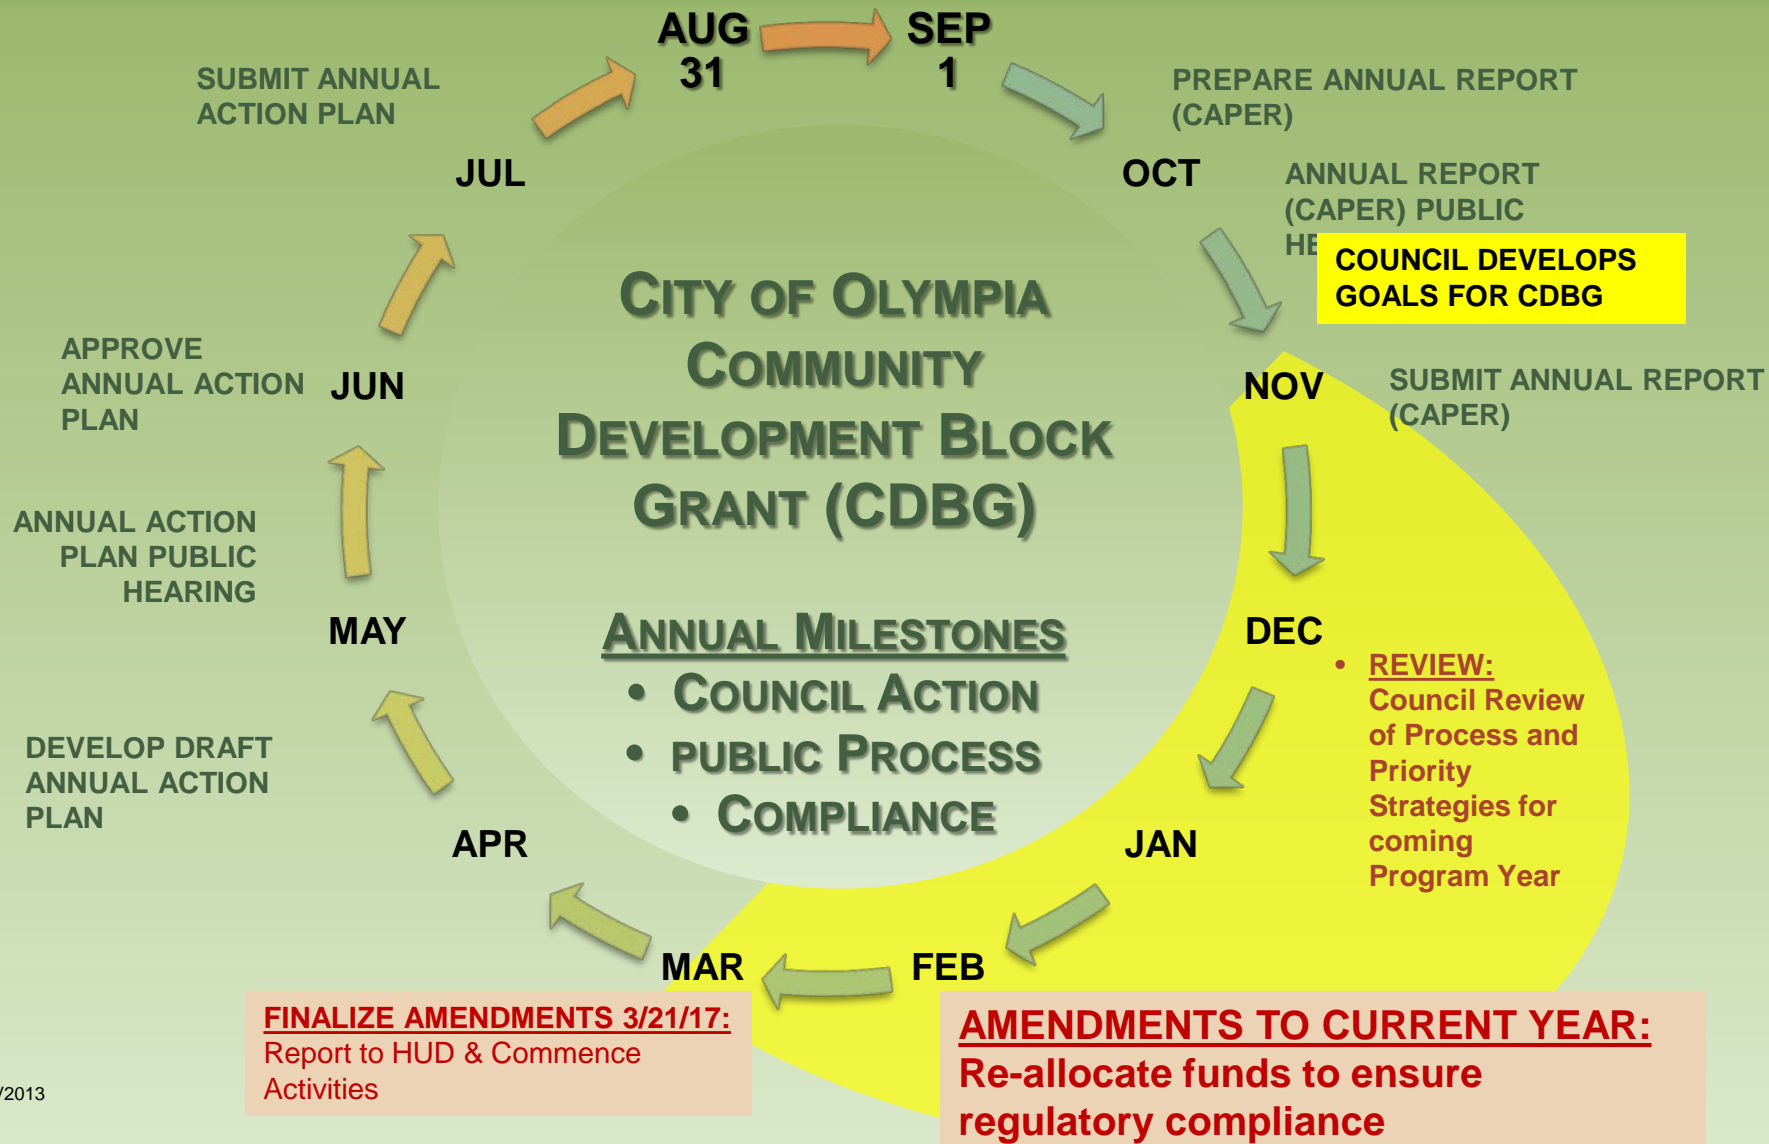 AUG
31
SEP
1
PREPARE ANNUAL REPORT
(CAPER)
OCT
ANNUAL REPORT
(CAPER) PUBLIC
COUNCIL DEVELOPS
GOALS FOR CDBG
NOV
SUBMIT ANNUAL REPORT
(CAPER)
DEC
• REVIEW:
Council Review
of Process and
Priority
Strategies for
coming
Program Year
JAN
FEB
AMENDMENTS TO CURRENT YEAR:
Re-allocate funds to ensure
regulatory compliance
MAR
FINALIZE AMENDMENTS 3/21/17:
Report to HUD & Commence
Activities
APR
DEVELOP DRAFT
ANNUAL ACTION
PLAN
MAY
ANNUAL ACTION
PLAN PUBLIC
HEARING
JUN
APPROVE
ANNUAL ACTION
PLAN
JUL
SUBMIT ANNUAL
ACTION PLAN
CITY OF OLYMPIA
COMMUNITY
DEVELOPMENT BLOCK
GRANT (CDBG)
ANNUAL MILESTONES
• COUNCIL ACTION
• PUBLIC PROCESS
• COMPLIANCE
/2013